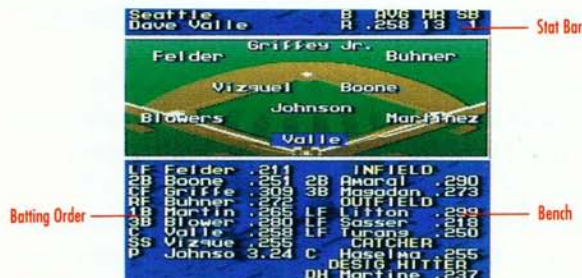 Seattle B AVG HR SB
Dave Valle R .258 13 1
Stat Bar
Griffey Jr.
Felder Buhner
Vizquel Boone
Johnson
Blowers Martinez
Valle
LF Felder .211
2B Boone .251
CF Griffe .309
RF Buhner .272
1B Martin .265
3B Blower .280
C Valle .258
SS Vizque .255
P Johnso 3.24
Batting Order
INFIELD
2B Amaral .290
3B Magadan .273
OUTFIELD
LF Litton .299
LF Sasser .218
LF Turang .250
CATCHER
C Haselma .255
DESIG HITTER
DH Martine .237
Bench